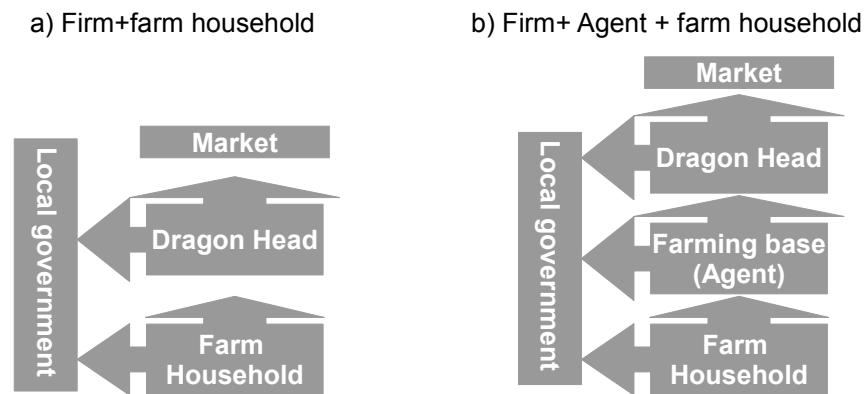 a) Firm+farm household
Market
Local government
Dragon Head
Farm
Household
b) Firm+ Agent + farm household
Market
Local government
Dragon Head
Farming base
(Agent)
Farm
Household